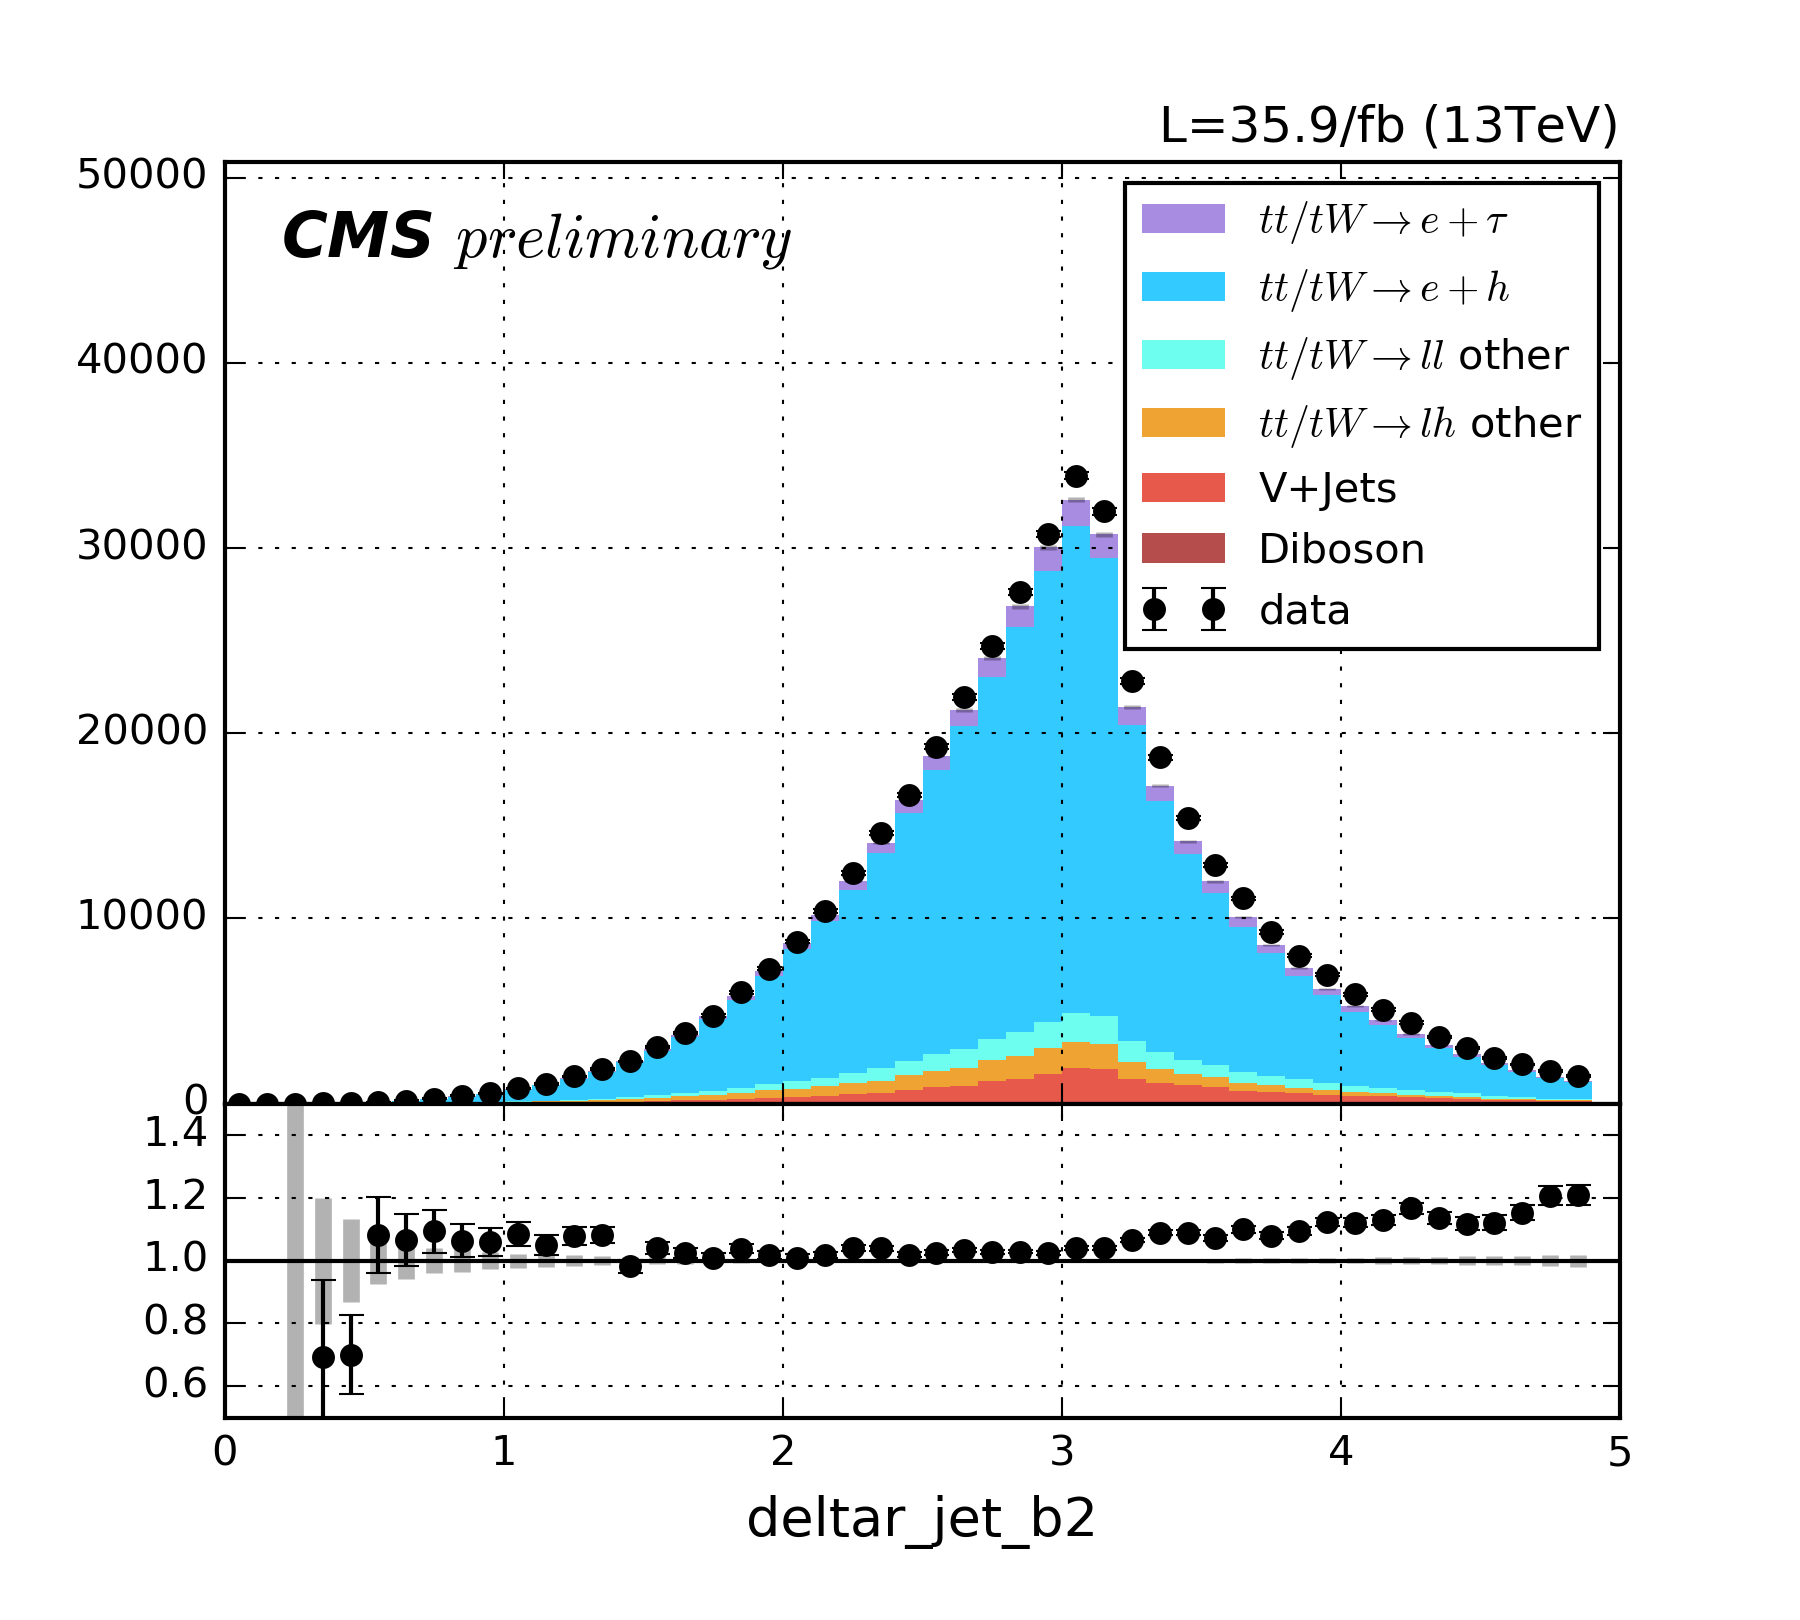 L=35.9/fb (13TeV)
50000
CMS preliminary
40000
30000
20000
10000
0
tt/tW→e+τ
tt/tW→e+h
tt/tW→ll other
tt/tW→lh other
V+Jets
Diboson
data
1.4
1.2
1.0
0.8
0.6
0 1 2 3 4 5
deltar_jet_b2